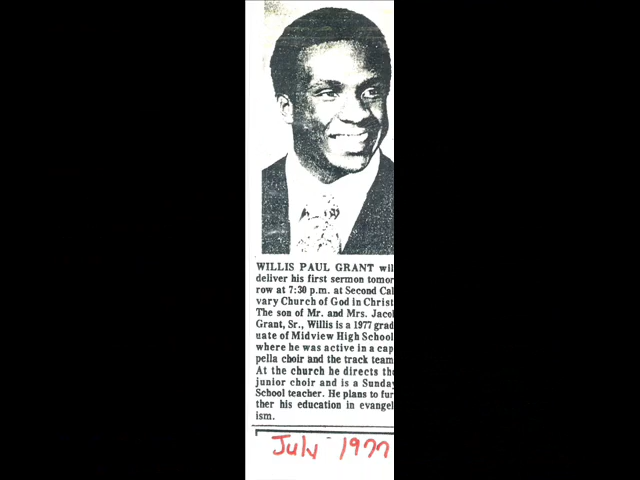 WILLIS PAUL GRANT wil
deliver his first sermon tomor
row at 7:30 p.m. at Second Cal
vary Church of God in Christ
The son of Mr. and Mrs. Jacob
Grant, Sr., Willis is a 1977 grad
uate of Midview High School
where he was active in a cap
pella choir and the track team
At the church he directs the
junior choir and is a Sunday
School teacher. He plans to fur
ther his education in evangel
ism.
July 1977